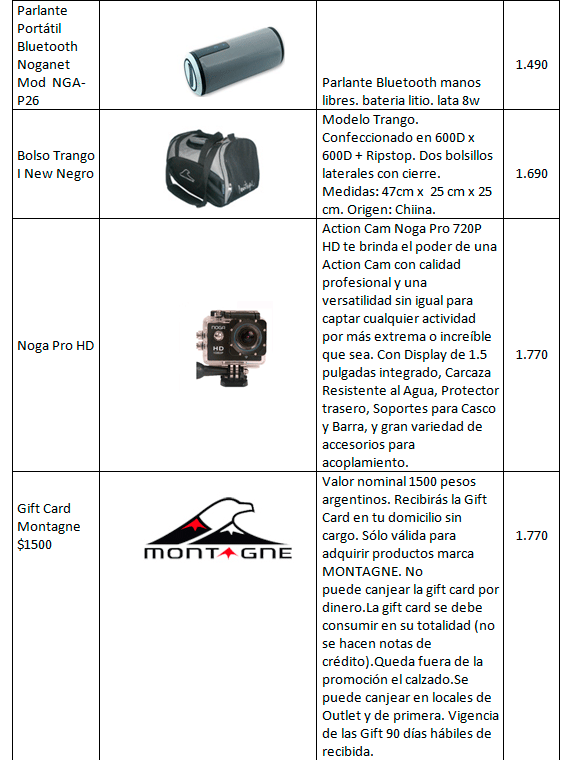 Parlante
Portátil
Bluetooth
Noganet
Mod NGA-
P26
Parlante Bluetooth manos
libres. bateria litio. lata 8w
1.490
Bolso Trango
I New Negro
Modelo Trango.
Confeccionado en 600D x
600D + Ripstop. Dos bolsillos
laterales con cierre.
Medidas: 47cm x 25 cm x 25
cm. Origen: Chiina.
1.690
Noga Pro HD
NOGA
HD
Action Cam Noga Pro 720P
HD te brinda el poder de una
Action Cam con calidad
profesional y una
versatilidad sin igual para
captar cualquier actividad
por más extrema o increíble
que sea. Con Display de 1.5
pulgadas integrado, Carcaza
Resistente al Agua, Protector
trasero, Soportes para Casco
y Barra, y gran variedad de
accesorios para
acoplamiento.
1.770
Gift Card
Montagne
$1500
MONTAGNE
Valor nominal 1500 pesos
argentinos. Recibirás la Gift
Card en tu domicilio sin
cargo. Sólo válida para
adquirir productos marca
MONTAGNE. No
puede canjear la gift card por
dinero.La gift card se debe
consumir en su totalidad (no
se hacen notas de
crédito).Queda fuera de la
promoción el calzado.Se
puede canjear en locales de
Outlet y de primera. Vigencia
de las Gift 90 días hábiles de
recibida.
1.770